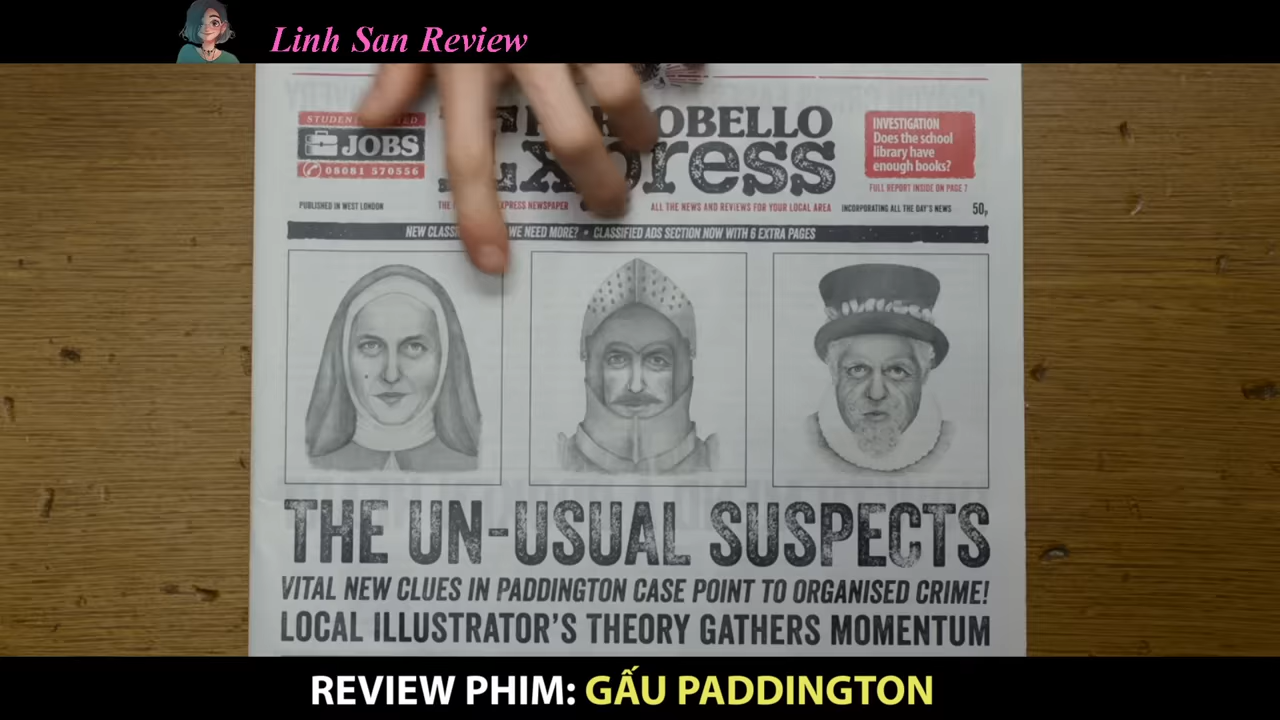 Linh San Review
JOBS
08081 570556
OBELLO
Express
INVESTIGATION
Does the school
library have
enough books?
FULL REPORT INSIDE ON PAGE 7
PUBLISHED IN WEST LONDON
THE EXPRESS NEWSPAPER
ALL THE NEWS AND REVIEWS FOR YOUR LOCAL AREA
INCORPORATING ALL THE DAY'S NEWS
50p
NEW WE NEED MORE? • CLASSIFIED ADS SECTION NOW WITH 6 EXTRA PAGES
THE UN-USUAL SUSPECTS
VITAL NEW CLUES IN PADDINGTON CASE POINT TO ORGANISED CRIME!
LOCAL ILLUSTRATOR'S THEORY GATHERS MOMENTUM
REVIEW PHIM: GẤU PADDINGTON